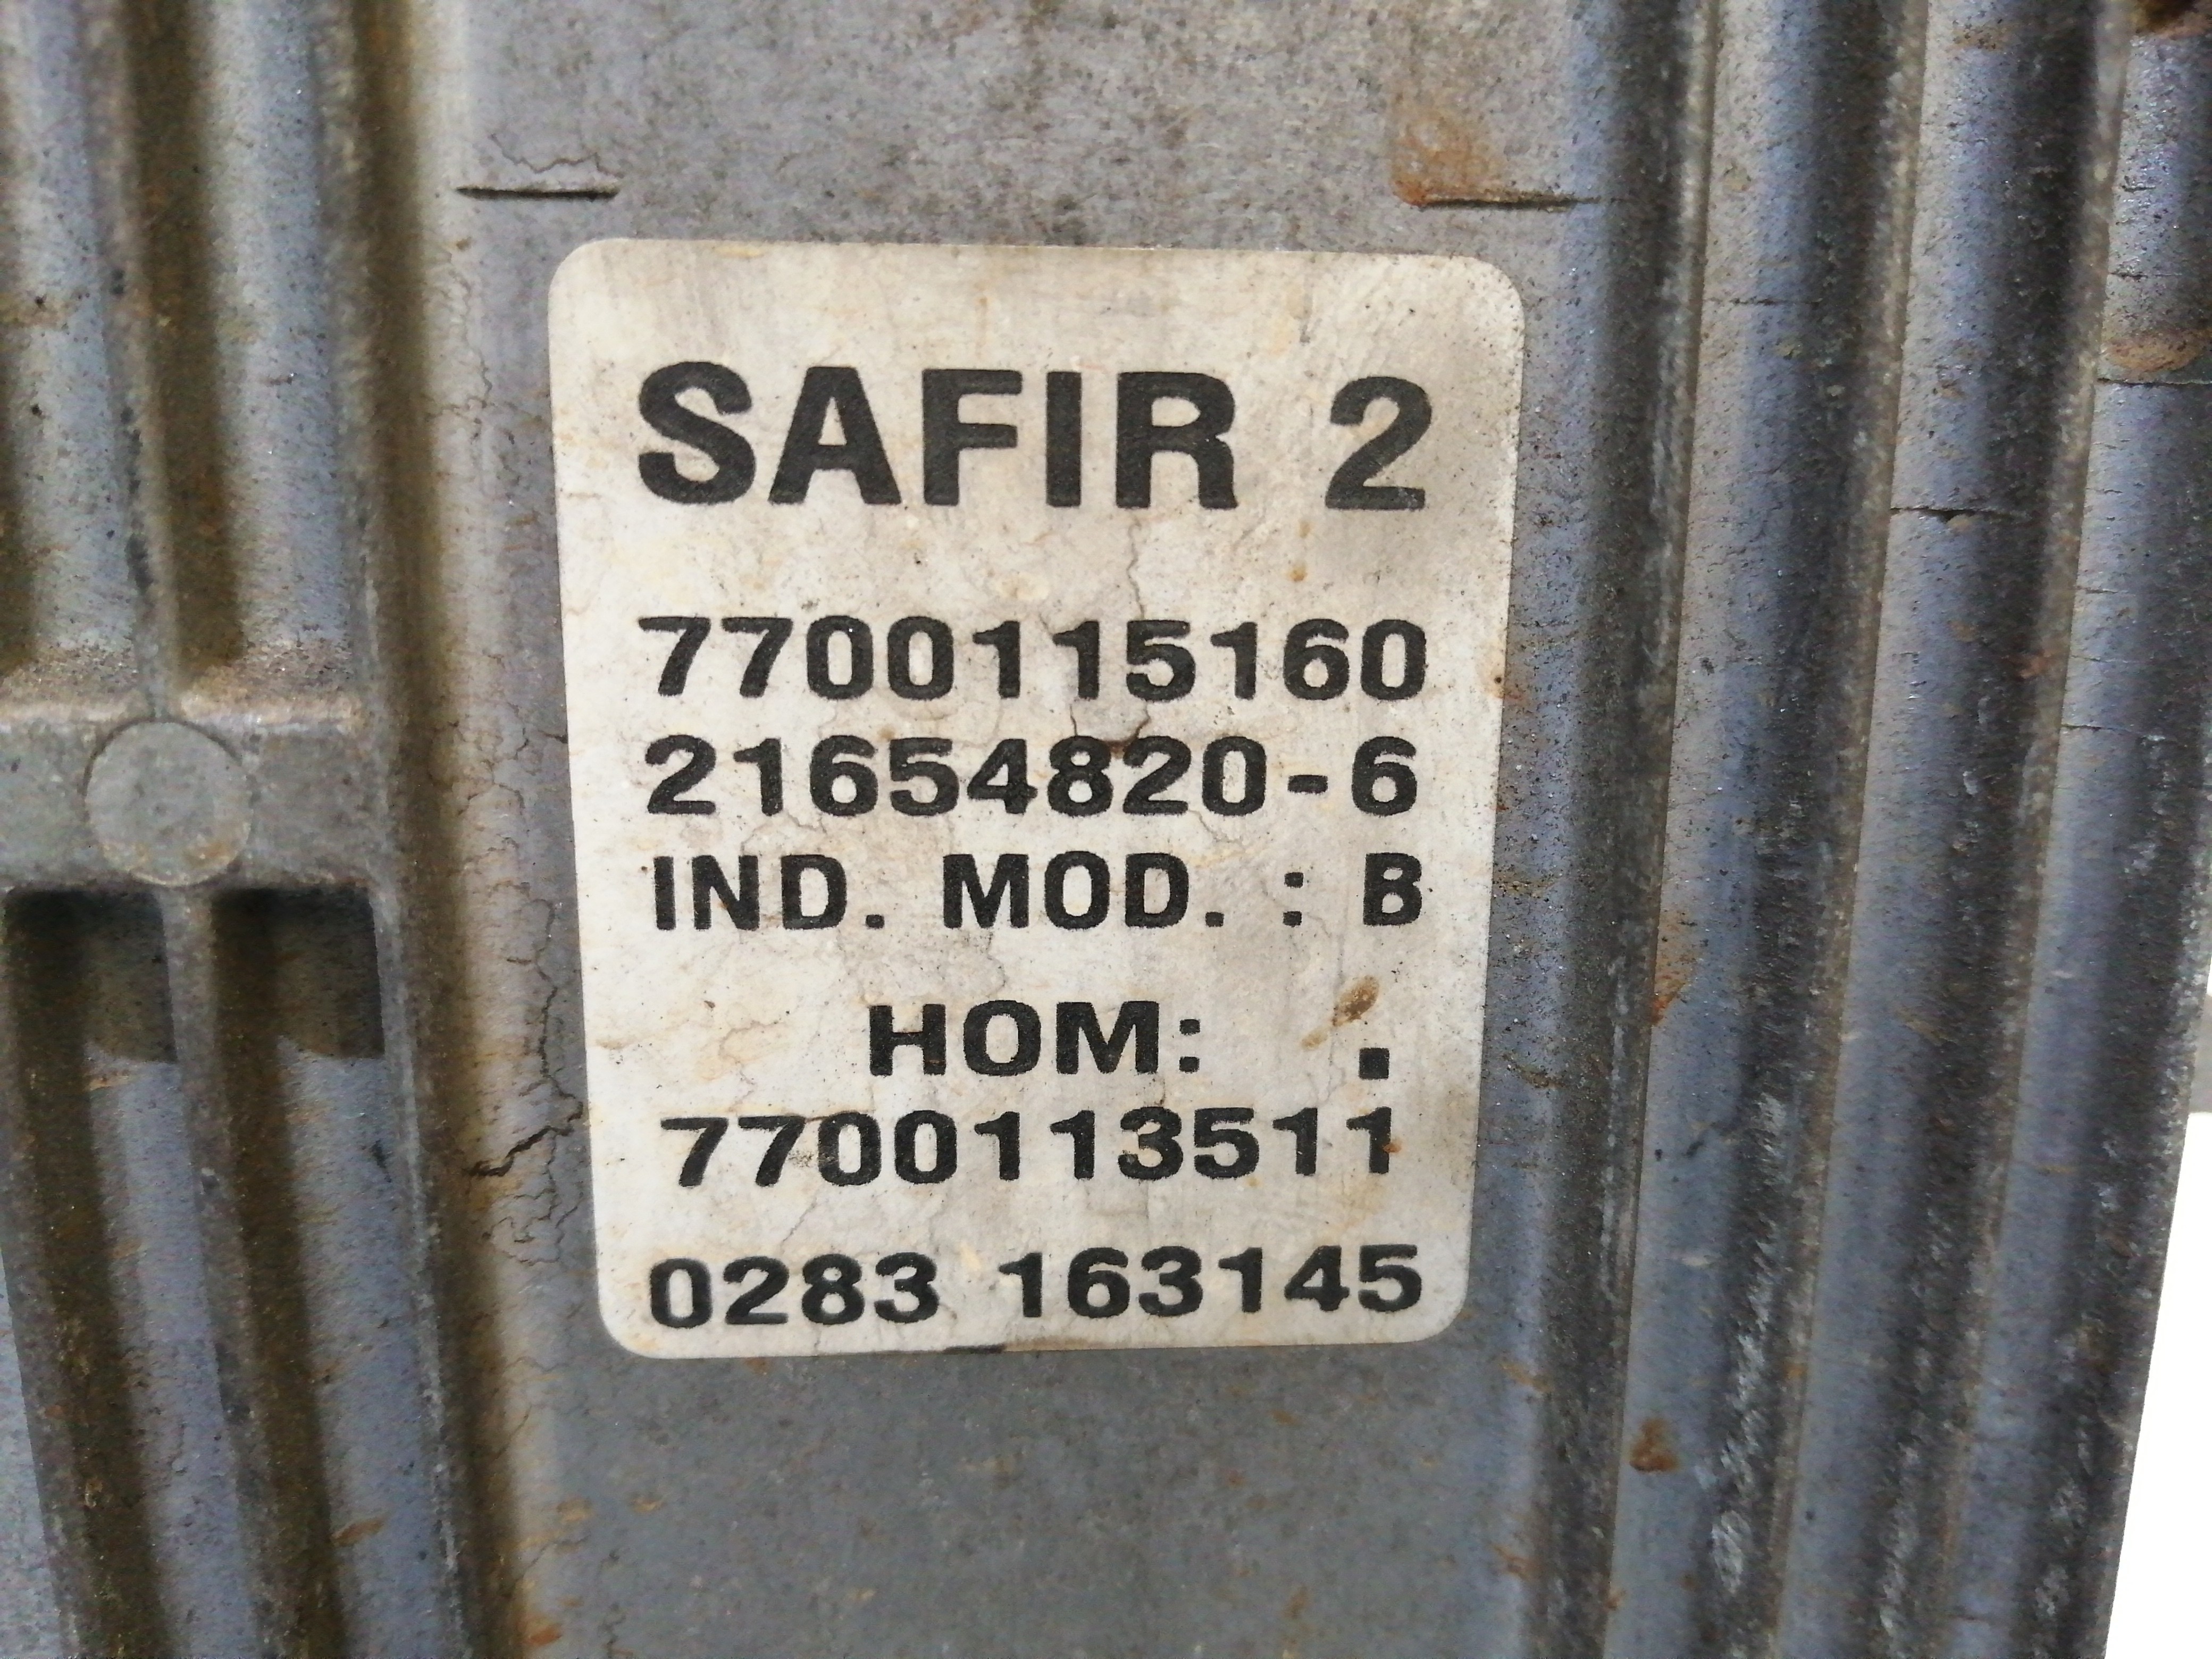 SAFIR 2
7700115160
21654820-6
IND. MOD. : B
HOM: .
7700113511
0283 163145